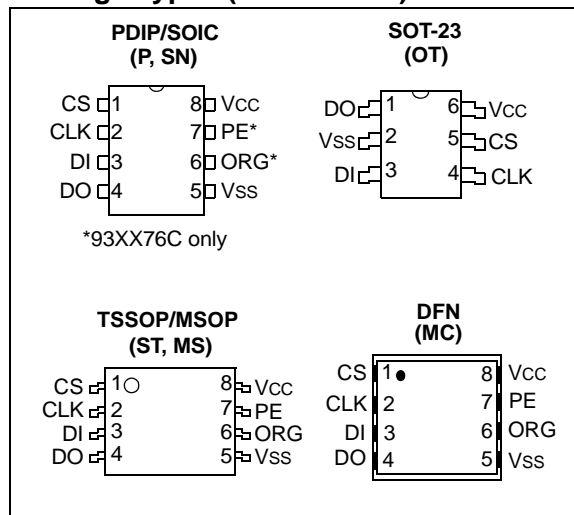 PDIP/SOIC
(P, SN)
CS 1 8 VCC
CLK 2 7 PE*
DI 3 6 ORG*
DO 4 5 VSS
*93XX76C only
SOT-23
(OT)
DO 1 6 VCC
VSS 2 5 CS
DI 3 4 CLK
TSSOP/MSOP
(ST, MS)
CS 1 8 VCC
CLK 2 7 PE
DI 3 6 ORG
DO 4 5 VSS
DFN
(MC)
CS 1 8 VCC
CLK 2 7 PE
DI 3 6 ORG
DO 4 5 VSS